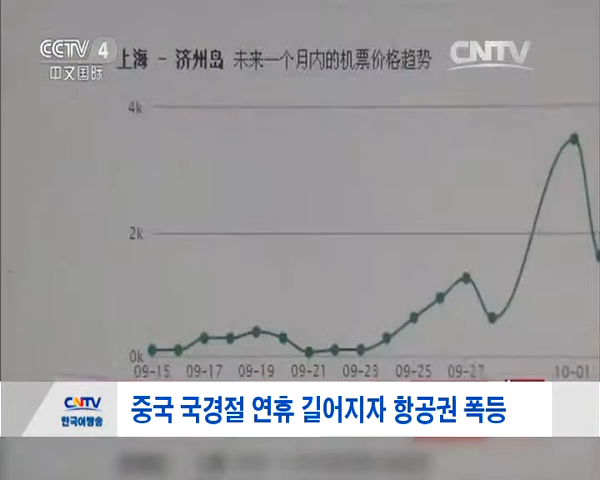 CCTV 4
中文国际
上海 - 济州岛 未来一个月内的机票价格趋势
CNTV
4k
2k
0k
09-15 09-17 09-19 09-21 09-23 09-25 09-27 10-01
CNTV
한국어방송
중국 국경절 연휴 길어지자 항공권 폭등